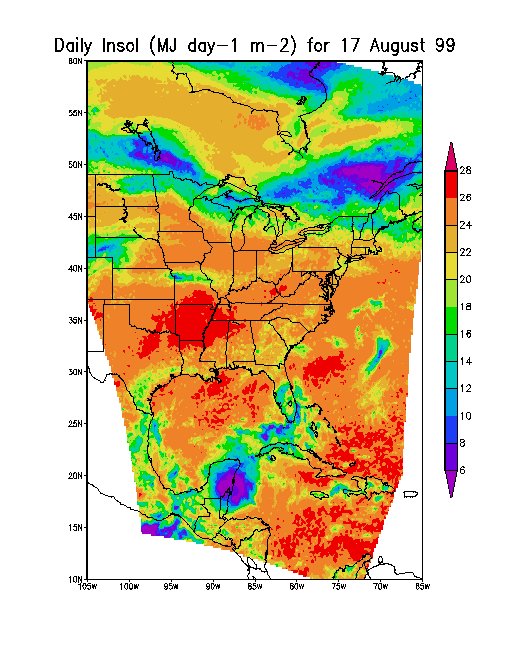 Daily Insol (MJ day-1 m-2) for 17 August 99
60N
55N
50N
45N
40N
35N
30N
25N
20N
15N
10N
105W 100W 95W 90W 85W 80W 75W 70W 65W
28
26
24
22
20
18
16
14
12
10
8
6